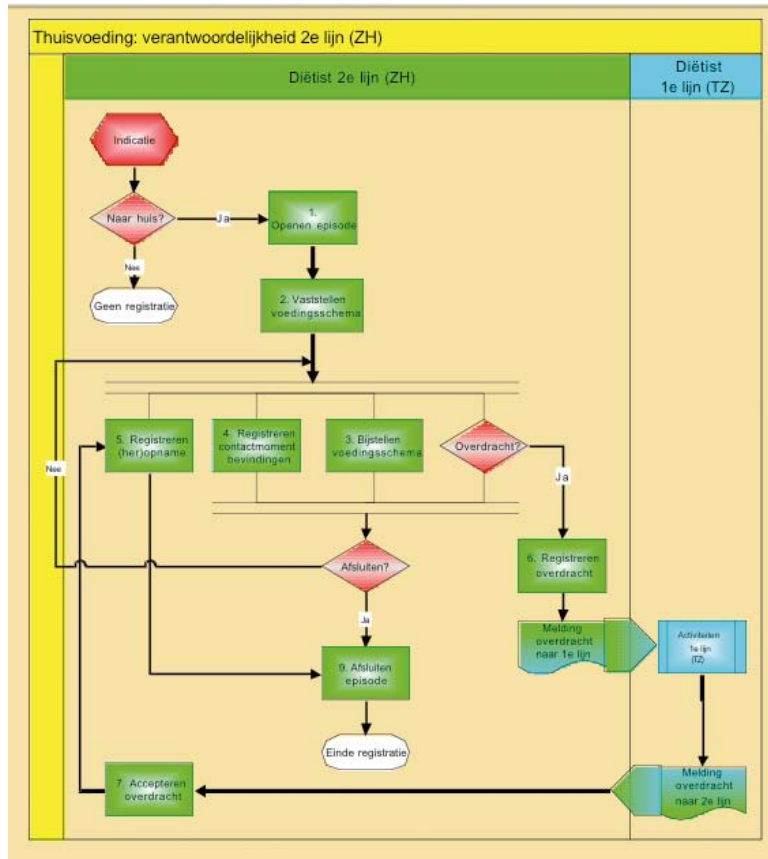 Thuisvoeding: verantwoordelijkheid 2e lijn (ZH)
Diëtist 2e lijn (ZH)
Diëtist
1e lijn (TZ)
Indicatie
Naar huis?
Ja
1.
Openen episode
Nee
Geen registratie
2. Vaststellen
voedingsschema
5. Registreren
(her)opname
4. Registreren
contactmoment
bevindingen
3. Bijstellen
voedingsschema
Overdracht?
Nee
Ja
Afsluiten?
6. Registreren
overdracht
Ja
Melding
overdracht
naar 1e lijn
Activiteiten
1e lijn
(TZ)
9. Afsluiten
episode
Einde registratie
7. Accepteren
overdracht
Melding
overdracht
naar 2e lijn